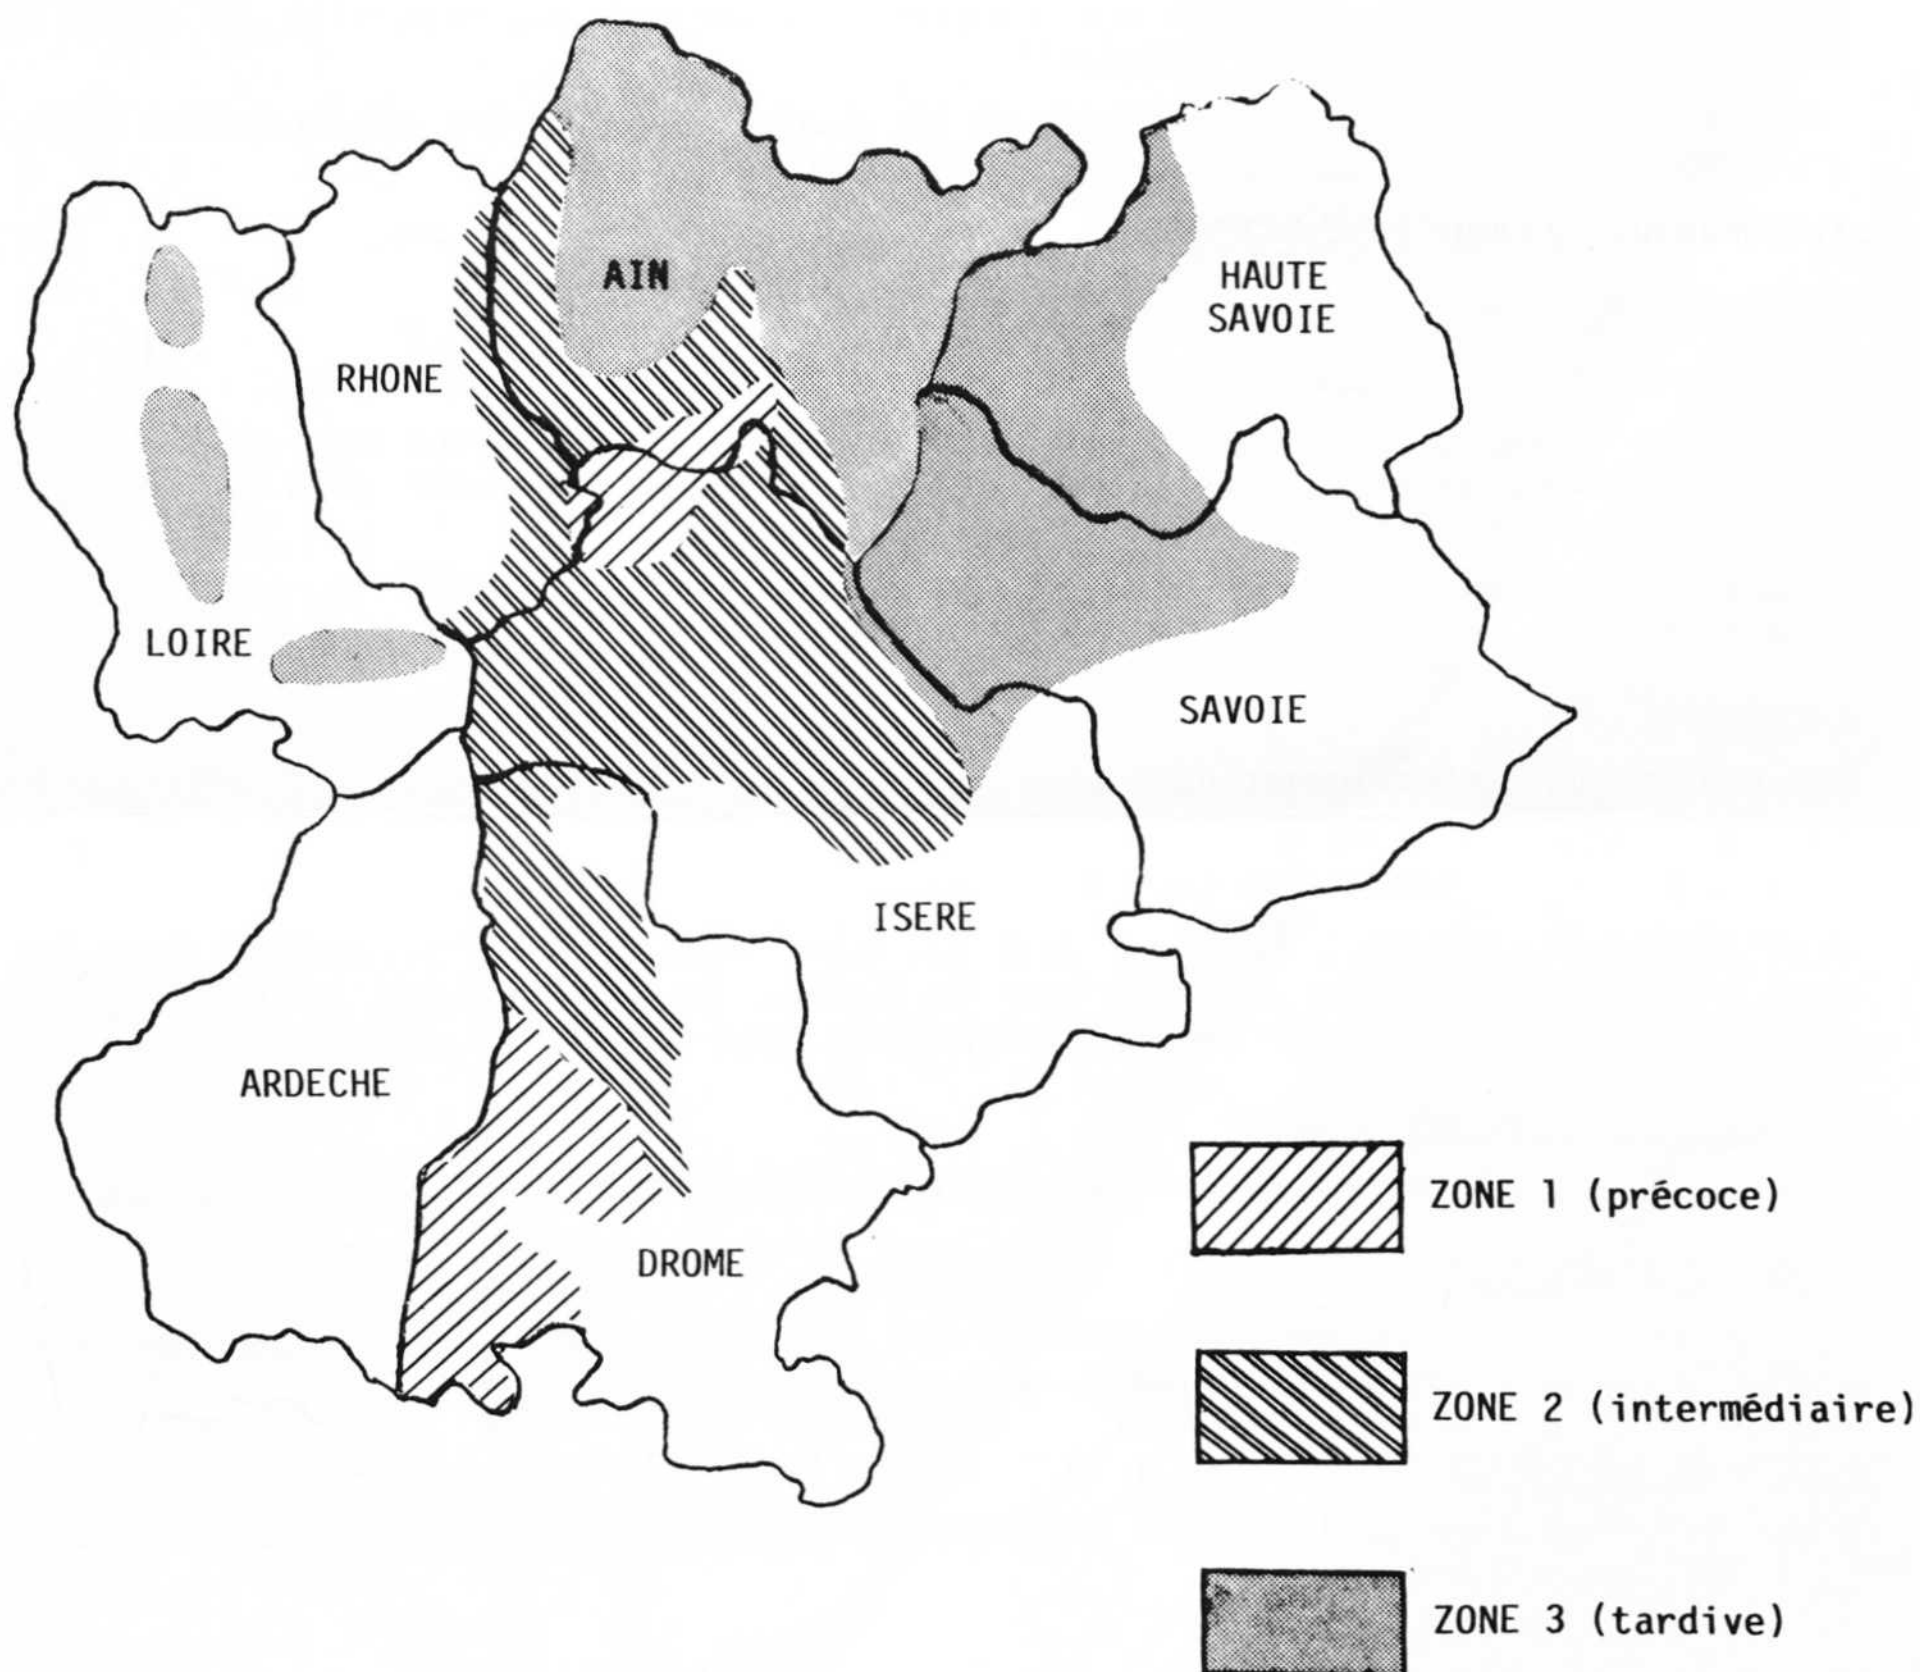 AIN
HAUTE
SAVOIE
RHONE
LOIRE
SAVOIE
ISERE
ARDECHE
DROME
ZONE 1 (précoce)
ZONE 2 (intermédiaire)
ZONE 3 (tardive)